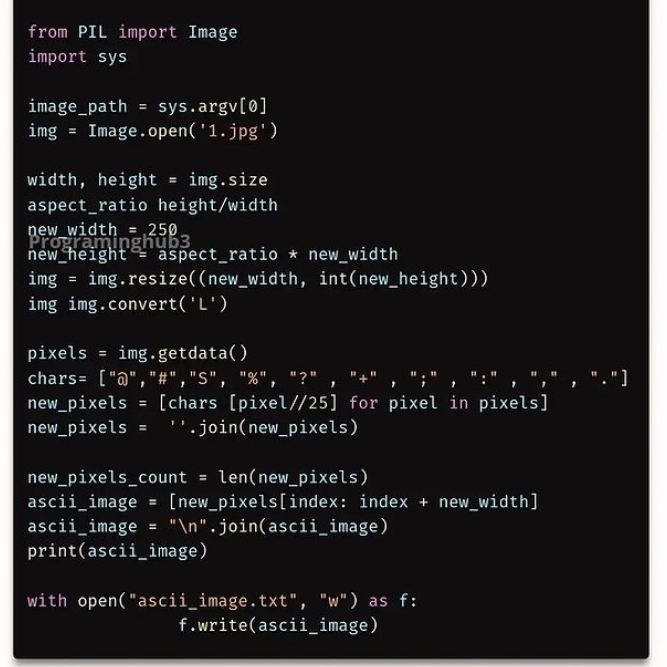 from PIL import Image
import sys
image_path = sys.argv[0]
img = Image.open('1.jpg')
width, height = img.size
aspect_ratio height/width
new_width = 250
Programinghub3
new_height = aspect_ratio * new_width
img = img.resize((new_width, int(new_height)))
img img.convert('L')
pixels = img.getdata()
chars= ["@","#","S", "%", "?" , "+" , ";" , ":" , "," , "."]
new_pixels = [chars [pixel//25] for pixel in pixels]
new_pixels =  ''.join(new_pixels)
new_pixels_count = len(new_pixels)
ascii_image = [new_pixels[index: index + new_width]
ascii_image = "\n".join(ascii_image)
print(ascii_image)
with open("ascii_image.txt", "w") as f:
f.write(ascii_image)